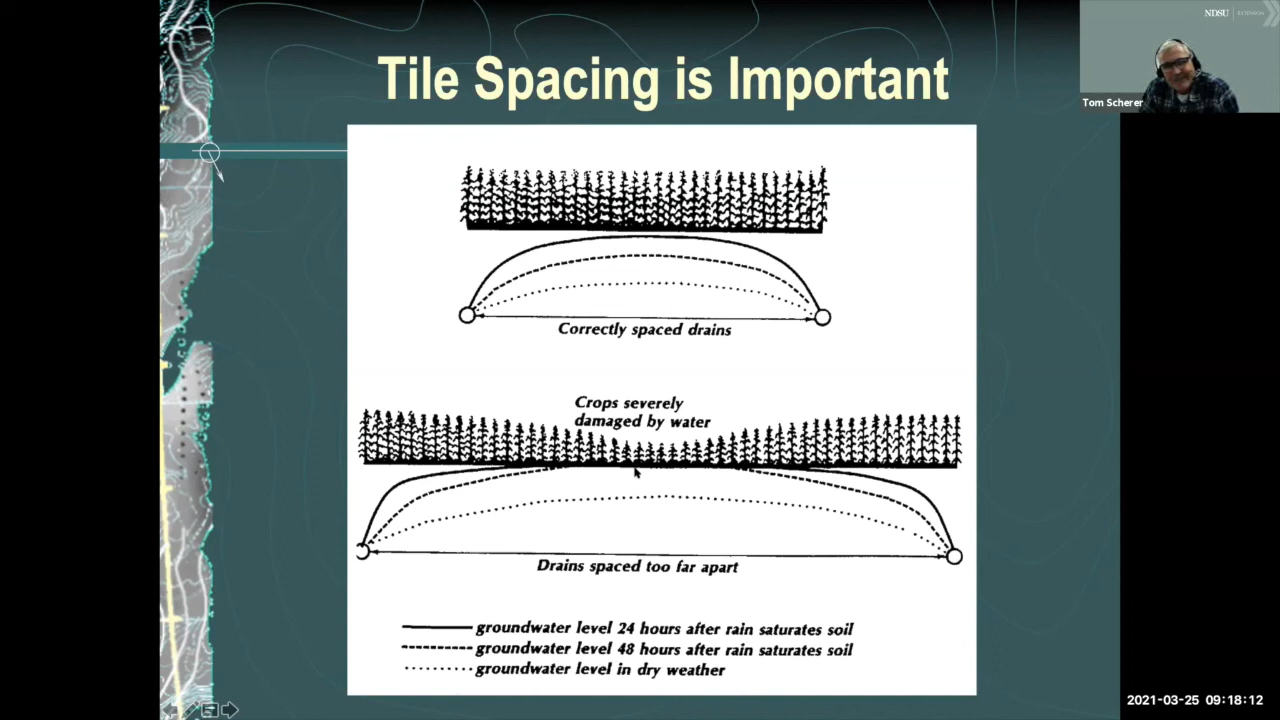 Tile Spacing is Important
NDSU EXTENSION
Tom Scherer
Correctly spaced drains
Crops severely
damaged by water
Drains spaced too far apart
groundwater level 24 hours after rain saturates soil
groundwater level 48 hours after rain saturates soil
groundwater level in dry weather
2021-03-25 09:18:12